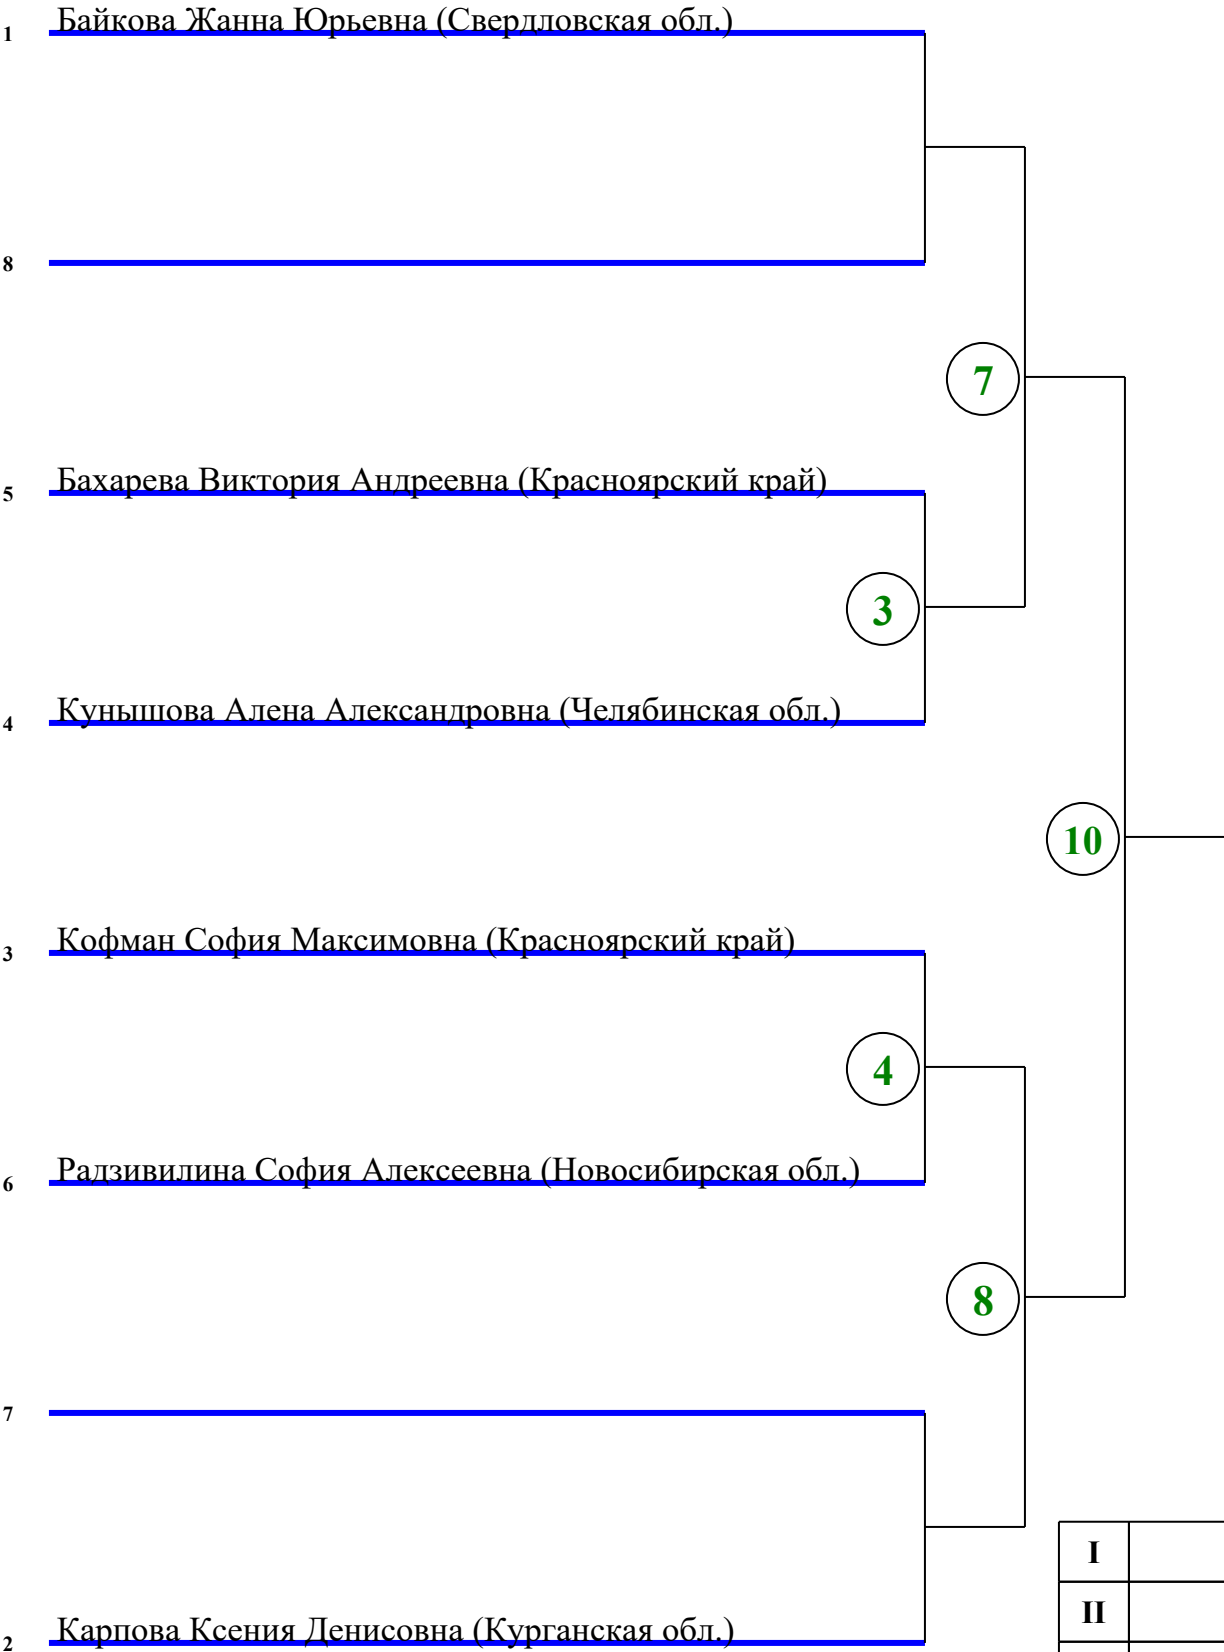 1 Байкова Жанна Юрьевна (Свердловская обл.)
8
7
5 Бахарева Виктория Андреевна (Красноярский край)
3
4 Кунышова Алена Александровна (Челябинская обл.)
10
3 Кофман София Максимовна (Красноярский край)
4
6 Радзивилина София Алексеевна (Новосибирская обл.)
8
7
I
II
2 Карпова Ксения Денисовна (Курганская обл.)